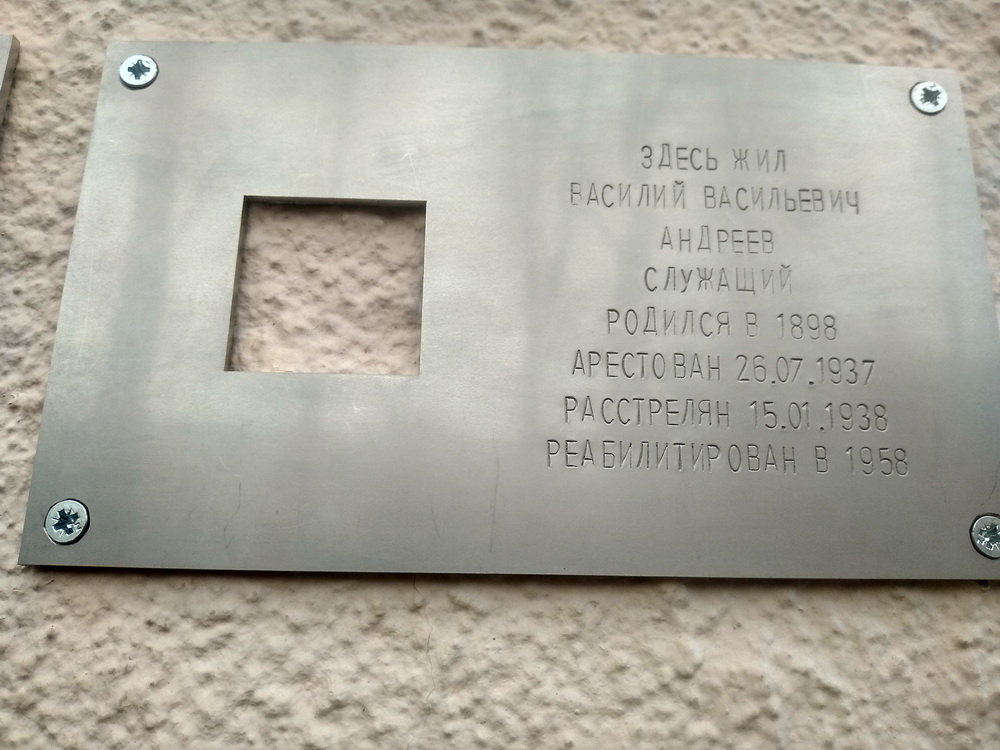 ЗДЕСЬ ЖИЛ
ВАСИЛИЙ ВАСИЛЬЕВИЧ
АНДРЕЕВ
СЛУЖАЩИЙ
РОДИЛСЯ В 1898
АРЕСТОВАН 26.07.1937
РАССТРЕЛЯН 15.01.1938
РЕАБИЛИТИРОВАН В 1958